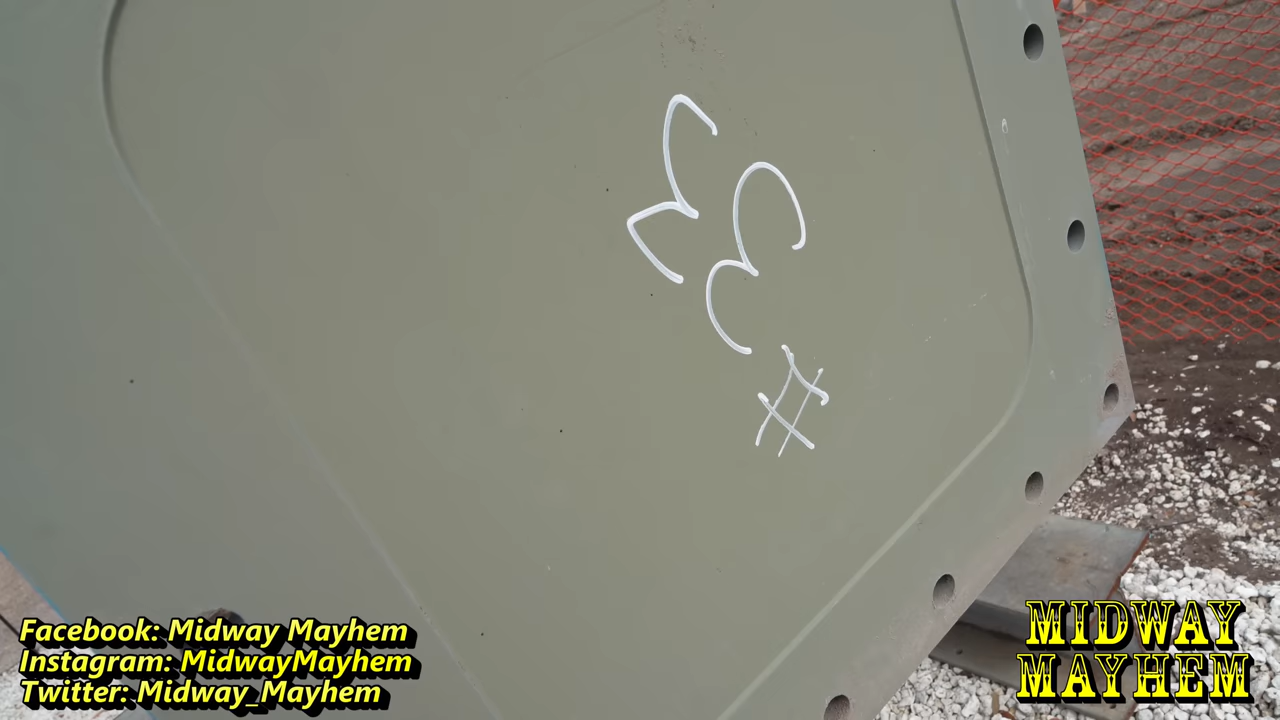 #33
Facebook: Midway Mayhem
Instagram: MidwayMayhem
Twitter: Midway_Mayhem
MIDWAY
MAYHEM